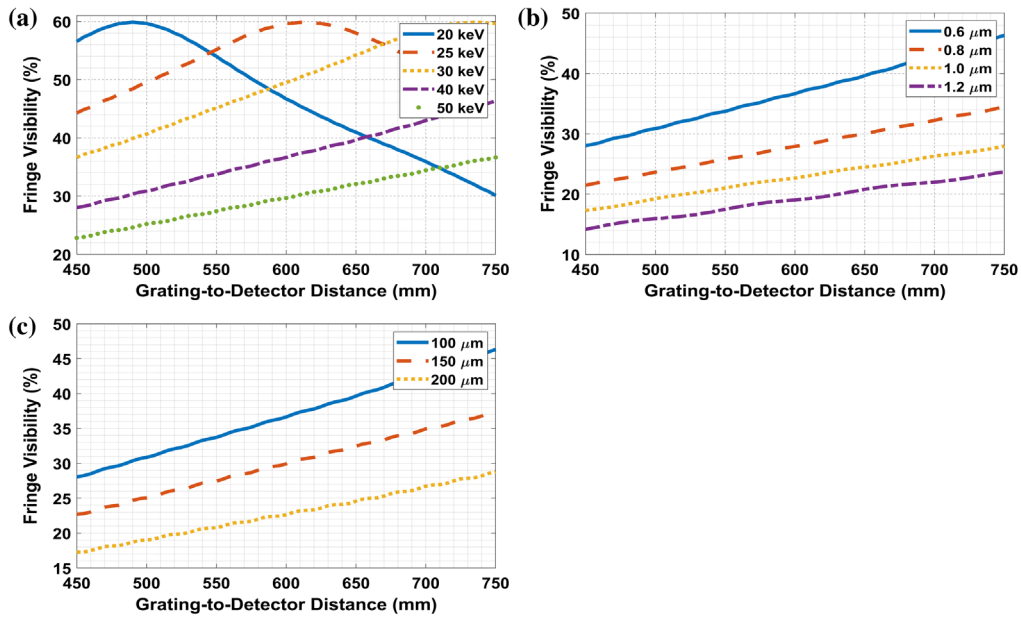 (a)
Fringe Visibility (%)
60
50
40
30
20
20 keV
25 keV
30 keV
40 keV
50 keV
450 500 550 600 650 700 750
Grating-to-Detector Distance (mm)
(b)
Fringe Visibility (%)
50
40
30
20
10
0.6 μm
0.8 μm
1.0 μm
1.2 μm
450 500 550 600 650 700 750
Grating-to-Detector Distance (mm)
(c)
Fringe Visibility (%)
50
45
40
35
30
25
20
15
100 μm
150 μm
200 μm
450 500 550 600 650 700 750
Grating-to-Detector Distance (mm)